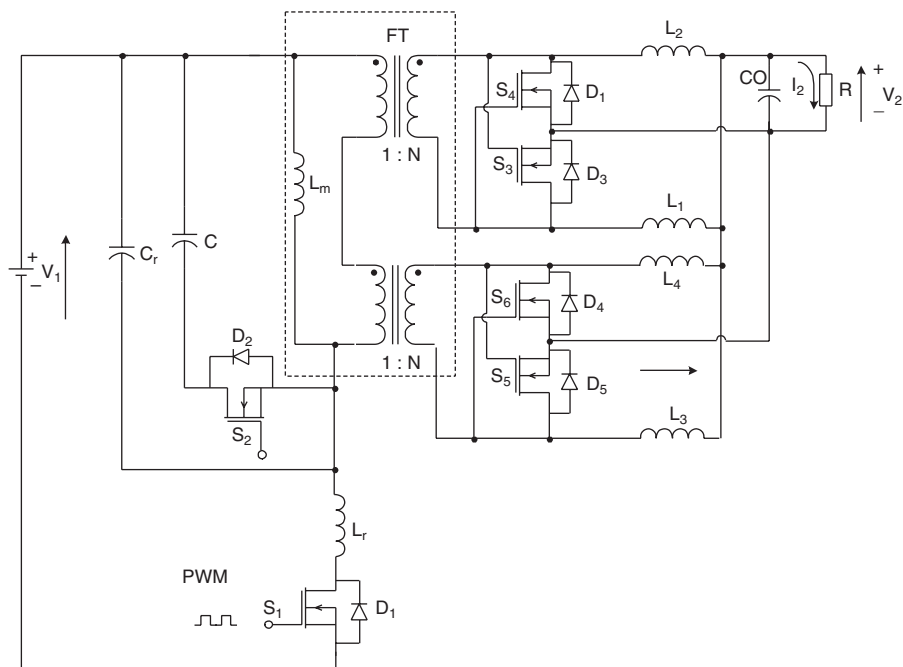 FT
L2
CO
I2
R
+
V2
–
S4
D1
S3
D3
1 : N
Lm
L1
Cr
C
+
V1
–
L4
S6
D4
D2
S5
D5
1 : N
S2
L3
Lr
PWM
S1
D1